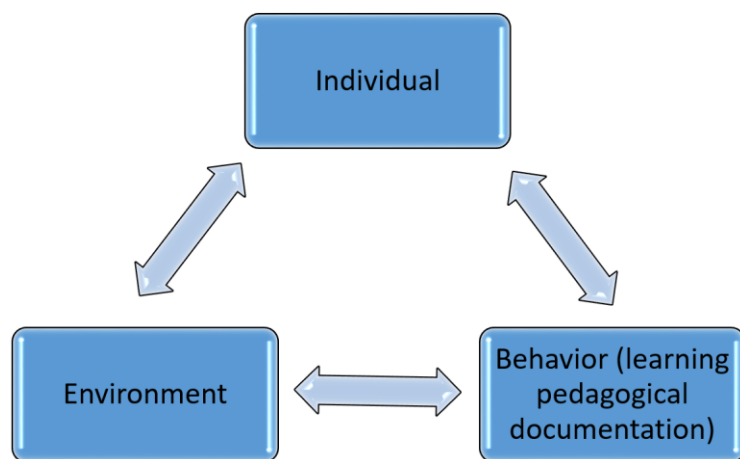 Individual
Environment
Behavior (learning
pedagogical
documentation)